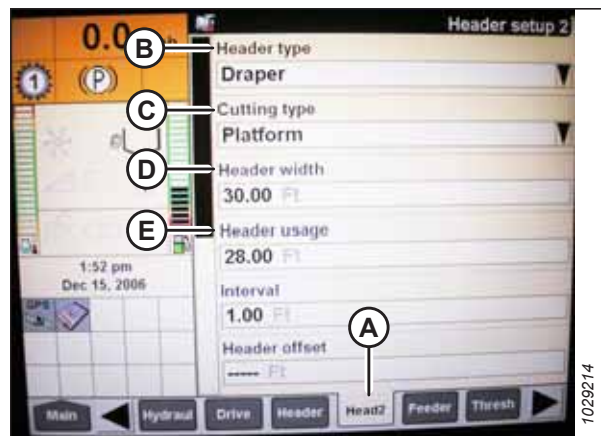 0.0
Header setup 2
B
Header type
Draper
1
(P)
C
Cutting type
Platform
D
Header width
30.00 Ft
E
Header usage
28.00 Ft
1:52 pm
Dec 15, 2006
Interval
1.00 Ft
GPS
A
Header offset
----- Ft
Main
Hydraul
Drive
Header
Head2
Feeder
Thresh
1029214